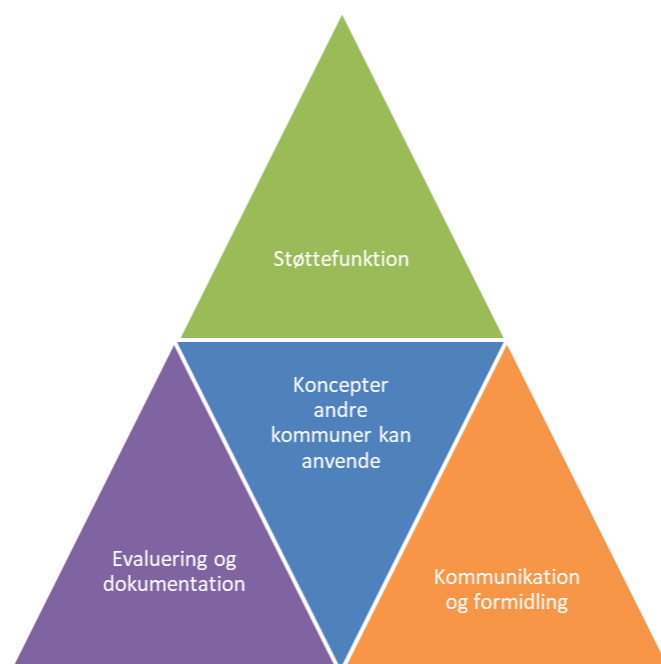 Støttefunktion
Koncepter
andre
kommuner kan
anvende
Evaluering og
dokumentation
Kommunikation
og formidling